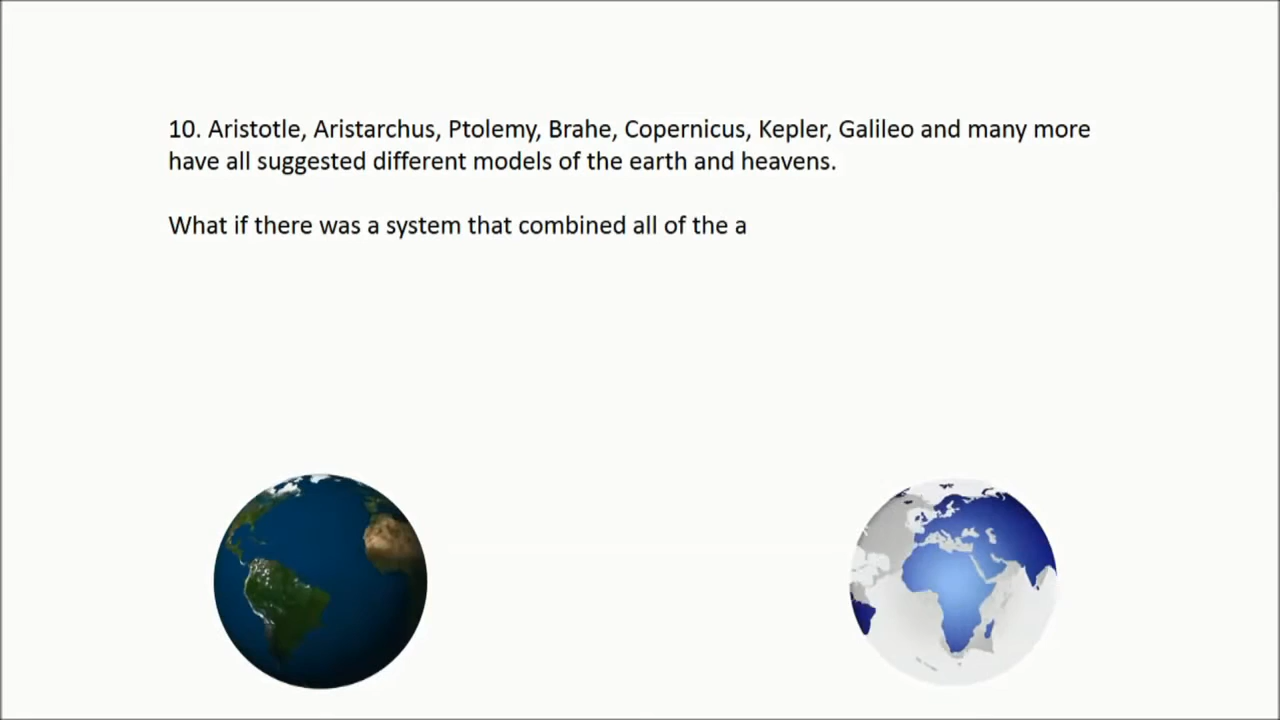 10. Aristotle, Aristarchus, Ptolemy, Brahe, Copernicus, Kepler, Galileo and many more
have all suggested different models of the earth and heavens.
What if there was a system that combined all of the a